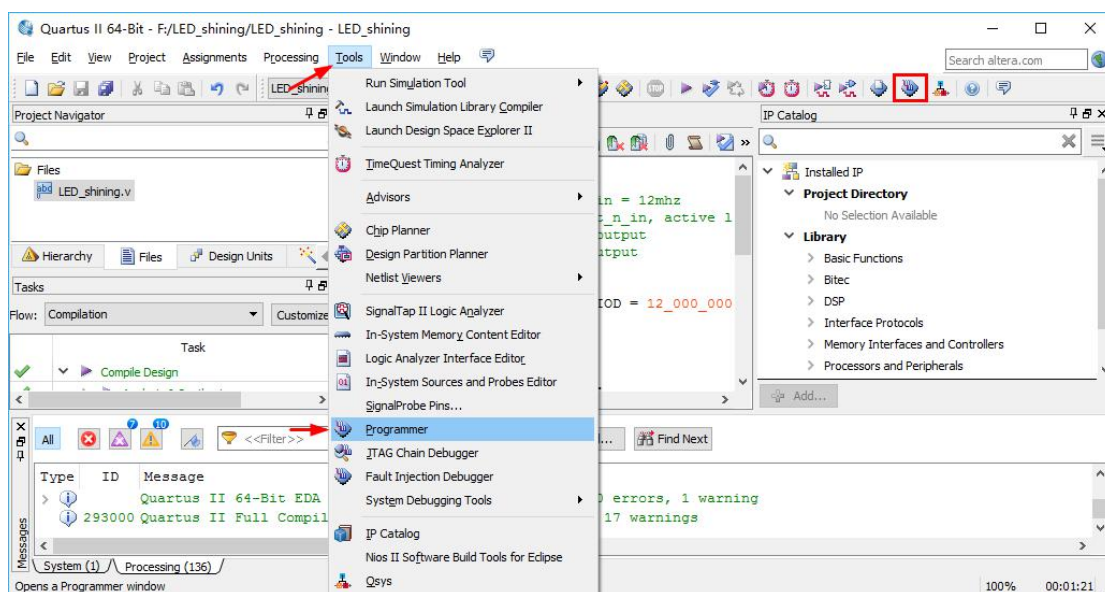 Quartus II 64-Bit - F:/LED_shining/LED_shining - LED_shining
File Edit View Project Assignments Processing Tools Window Help
Search altera.com
LED_shining
Project Navigator
Files
LED_shining.v
Hierarchy Files Design Units
Tasks
Flow: Compilation Customize
Task
Compile Design
Run Simulation Tool
Launch Simulation Library Compiler
Launch Design Space Explorer II
TimeQuest Timing Analyzer
Advisors
Chip Planner
Design Partition Planner
Netlist Viewers
SignalTap II Logic Analyzer
In-System Memory Content Editor
Logic Analyzer Interface Editor
In-System Sources and Probes Editor
SignalProbe Pins...
Programmer
JTAG Chain Debugger
Fault Injection Debugger
System Debugging Tools
IP Catalog
Nios II Software Build Tools for Eclipse
Qsys
in = 12mhz
t_n_in, active l
output
utput
IOD = 12_000_000
IP Catalog
Installed IP
Project Directory
No Selection Available
Library
Basic Functions
Bitec
DSP
Interface Protocols
Memory Interfaces and Controllers
Processors and Peripherals
Add...
All 7 10 <<Filter>> Find Next
Type ID Message
Quartus II 64-Bit EDA 0 errors, 1 warning
293000 Quartus II Full Compil 17 warnings
Messages
System (1) Processing (136)
Opens a Programmer window 100% 00:01:21